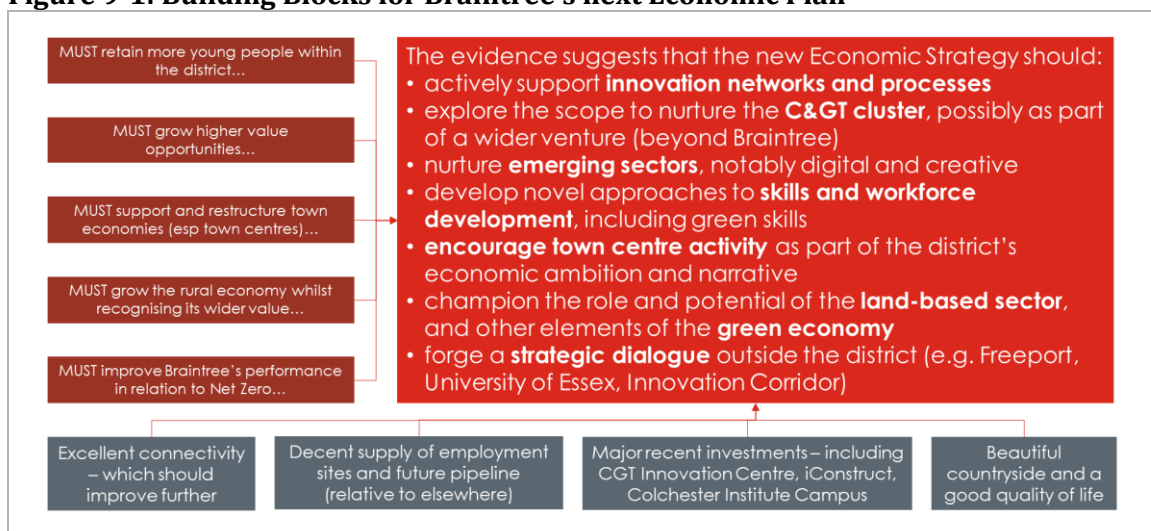 Figure 9-1: Building Blocks for Braintree's next Economic Plan
MUST retain more young people within
the district...
MUST grow higher value
opportunities...
MUST support and restructure town
economies (esp town centres)...
MUST grow the rural economy whilst
recognising its wider value...
MUST improve Braintree's performance
in relation to Net Zero...
The evidence suggests that the new Economic Strategy should:
• actively support innovation networks and processes
• explore the scope to nurture the C&GT cluster, possibly as part
of a wider venture (beyond Braintree)
• nurture emerging sectors, notably digital and creative
• develop novel approaches to skills and workforce
development, including green skills
• encourage town centre activity as part of the district's
economic ambition and narrative
• champion the role and potential of the land-based sector,
and other elements of the green economy
• forge a strategic dialogue outside the district (e.g. Freeport,
University of Essex, Innovation Corridor)
Excellent connectivity
– which should
improve further
Decent supply of employment
sites and future pipeline
(relative to elsewhere)
Major recent investments – including
CGT Innovation Centre, iConstruct,
Colchester Institute Campus
Beautiful
countryside and a
good quality of life